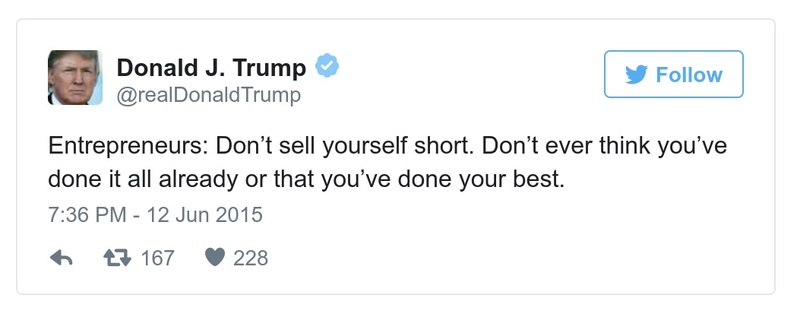 Donald J. Trump
@realDonaldTrump
Follow
Entrepreneurs: Don’t sell yourself short. Don’t ever think you’ve
done it all already or that you’ve done your best.
7:36 PM - 12 Jun 2015
167 228